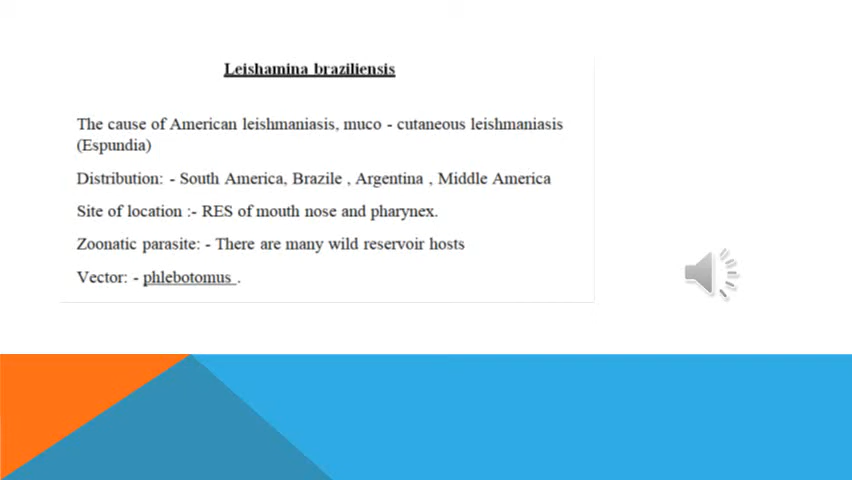 Leishamina braziliensis
The cause of American leishmaniasis, muco - cutaneous leishmaniasis
(Espundia)
Distribution: - South America, Brazile , Argentina , Middle America
Site of location :- RES of mouth nose and pharynex.
Zoonatic parasite: - There are many wild reservoir hosts
Vector: - phlebotomus .